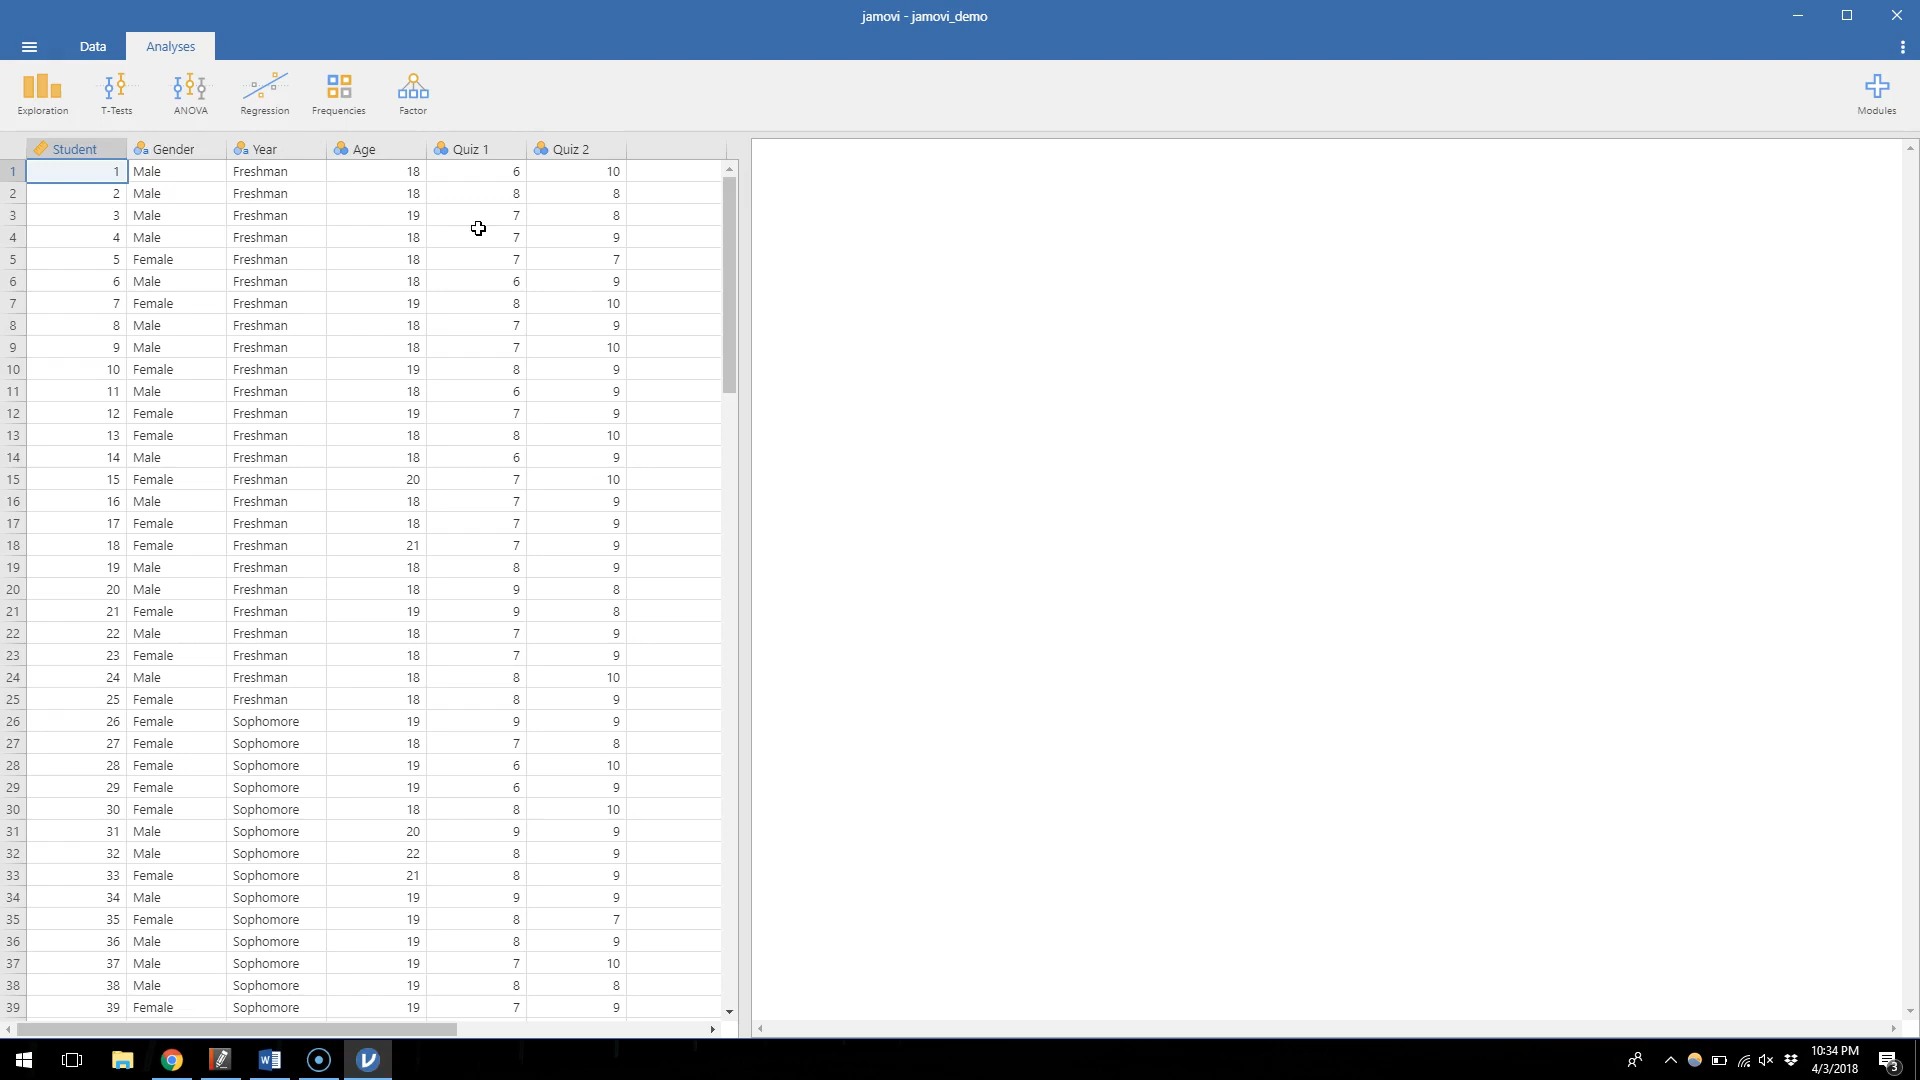 jamovi - jamovi_demo
Data Analyses
Exploration T-Tests ANOVA Regression Frequencies Factor Modules
Student Gender Year Age Quiz 1 Quiz 2
1 1 Male Freshman 18 6 10
2 2 Male Freshman 18 8 8
3 3 Male Freshman 19 7 8
4 4 Male Freshman 18 7 9
5 5 Female Freshman 18 7 7
6 6 Male Freshman 18 6 9
7 7 Female Freshman 19 8 10
8 8 Male Freshman 18 7 9
9 9 Male Freshman 18 7 10
10 10 Female Freshman 19 8 9
11 11 Male Freshman 18 6 9
12 12 Female Freshman 19 7 9
13 13 Female Freshman 18 8 10
14 14 Male Freshman 18 6 9
15 15 Female Freshman 20 7 10
16 16 Male Freshman 18 7 9
17 17 Female Freshman 18 7 9
18 18 Female Freshman 21 7 9
19 19 Male Freshman 18 8 9
20 20 Male Freshman 18 9 8
21 21 Female Freshman 19 9 8
22 22 Male Freshman 18 7 9
23 23 Female Freshman 18 7 9
24 24 Male Freshman 18 8 10
25 25 Female Freshman 18 8 9
26 26 Female Sophomore 19 9 9
27 27 Female Sophomore 18 7 8
28 28 Female Sophomore 19 6 10
29 29 Female Sophomore 19 6 9
30 30 Female Sophomore 18 8 10
31 31 Male Sophomore 20 9 9
32 32 Male Sophomore 22 8 9
33 33 Female Sophomore 21 8 9
34 34 Male Sophomore 19 9 9
35 35 Female Sophomore 19 8 7
36 36 Male Sophomore 19 8 9
37 37 Male Sophomore 19 7 10
38 38 Male Sophomore 19 8 8
39 39 Female Sophomore 19 7 9
10:34 PM
4/3/2018
3